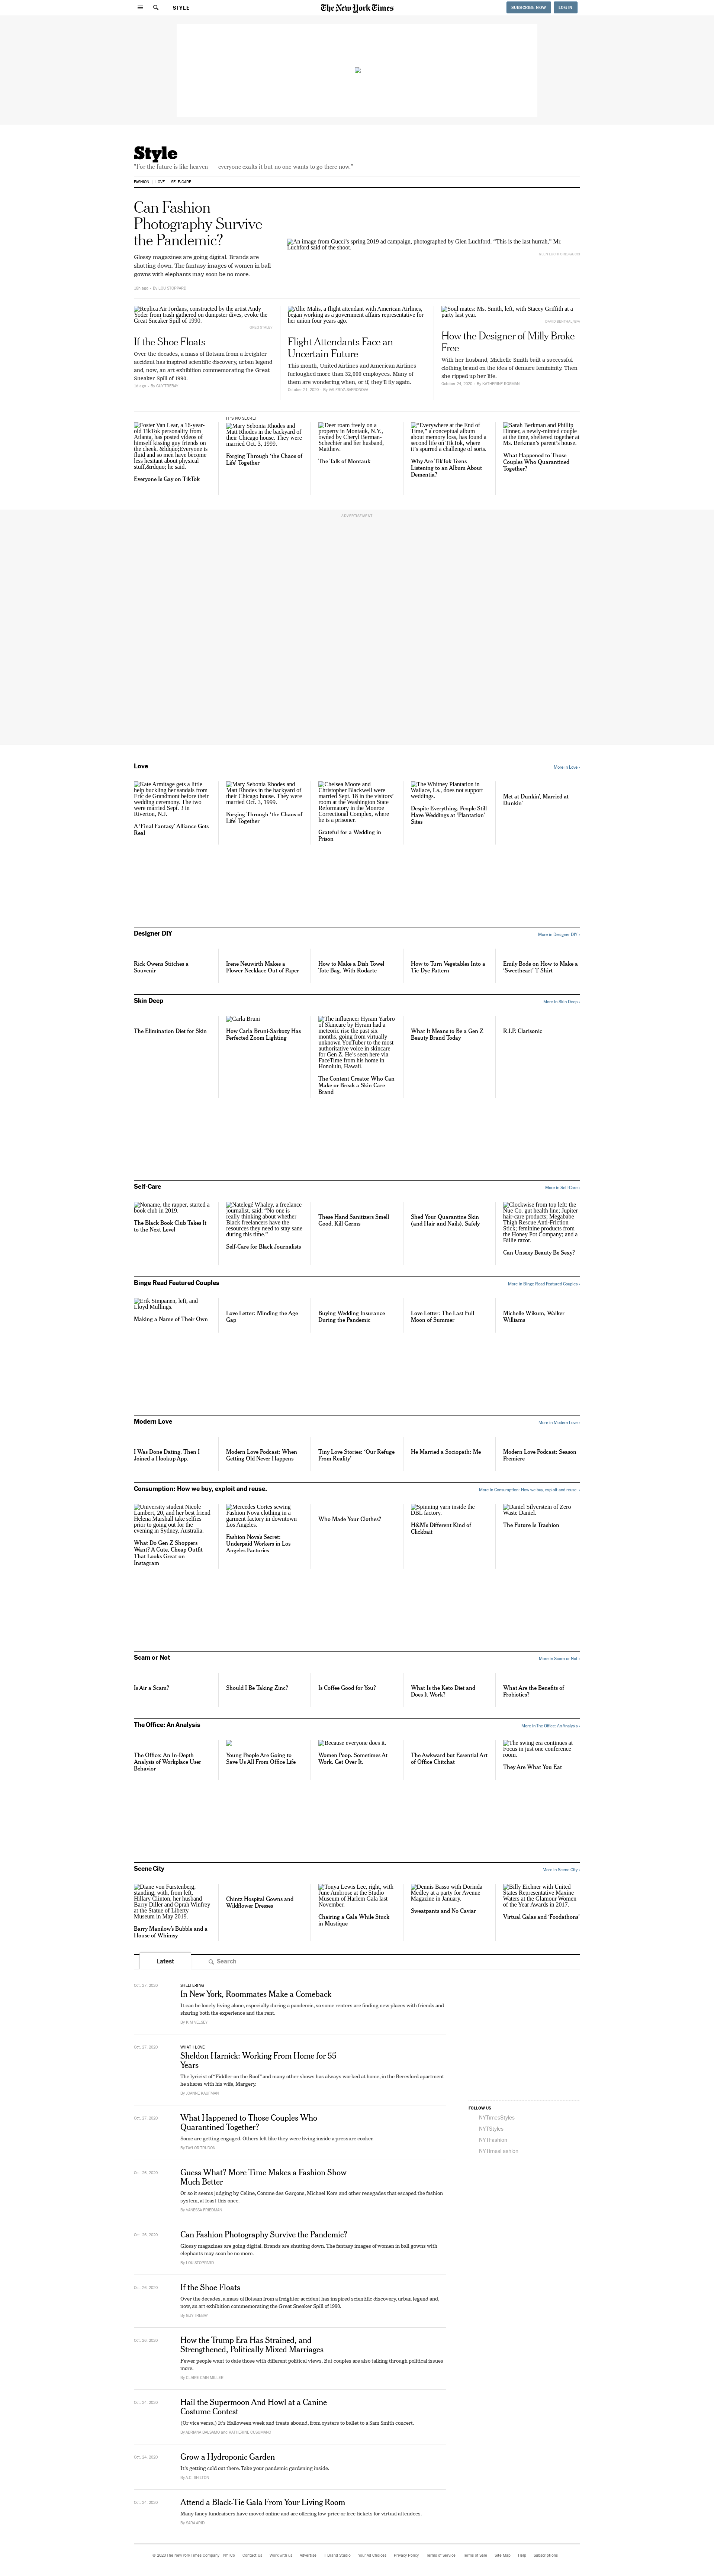 STYLE
The New York Times
SUBSCRIBE NOW
LOG IN
Style
"For the future is like heaven — everyone exalts it but no one wants to go there now."
FASHION
LOVE
SELF-CARE
Can Fashion
Photography Survive
the Pandemic?
Glossy magazines are going digital. Brands are
shutting down. The fantasy images of women in ball
gowns with elephants may soon be no more.
By LOU STOPPARD
An image from Gucci's spring 2019 ad campaign, photographed by Glen Luchford. "This is the last hurrah," Mr.
Luchford said of the shoot.
GLEN LUCHFORD/GUCCI
Replica Air Jordans, constructed by the artist Andy
Yoder from trash gathered on dumpster dives, evoke the
Great Sneaker Spill of 1990.
GREG STALEY
If the Shoe Floats
Over the decades, a mass of flotsam from a freighter
accident has inspired scientific discovery, urban legend
and, now, an art exhibition commemorating the Great
Sneaker Spill of 1990.
1d ago · By GUY TREBAY
Allie Malis, a flight attendant with American Airlines,
began working as a government affairs representative for
her union four years ago.
Flight Attendants Face an
Uncertain Future
This month, United Airlines and American Airlines
furloughed more than 32,000 employees. Many of
them are wondering when, or if, they'll fly again.
October 21, 2020 · By VALERIYA SAFRONOVA
Soul mates: Ms. Smith, left, with Stacey Griffith at a
party last year.
How the Designer of Milly Broke
Free
With her husband, Michelle Smith built a successful
clothing brand on the idea of demure femininity. Then
she ripped up her life.
October 24, 2020 · By KATHERINE ROSMAN
Foster Van Lear, a 16-year-
old TikTok personality from
Atlanta, has posted videos of
himself kissing guy friends on
the cheek. &ldquo;Everyone is
fluid and so men have become
less hesitant about physical
stuff,&rdquo; he said.
Everyone Is Gay on TikTok
IT'S NO SECRET
Mary Sebonia Rhodes and
Matt Rhodes in the backyard of
their Chicago house. They were
married Oct. 3, 1999.
Forging Through 'the Chaos of
Life' Together
Deer roam freely on a
property in Montauk, N.Y.,
owned by Cheryl Berman-
Schechter and her husband,
Matthew.
The Talk of Montauk
"Everywhere at the End of
Time," a conceptual album
about memory loss, has found a
second life on TikTok, where
it's spurred a challenge of sorts.
Why Are TikTok Teens
Listening to an Album About
Dementia?
Sarah Berkman and Phillip
Dinner, a newly-minted couple
at the time, sheltered together at
Ms. Berkman's parent's house.
What Happened to Those
Couples Who Quarantined
Together?
ADVERTISEMENT
Love
More in Love ›
Kate Armitage gets a little
help buckling her sandals from
Eric de Grandmont before their
wedding ceremony. The two
were married Sept. 3 in
Riverton, N.J.
A 'Final Fantasy' Alliance Gets
Real
Mary Sebonia Rhodes and
Matt Rhodes in the backyard of
their Chicago house. They were
married Oct. 3, 1999.
Forging Through 'the Chaos of
Life' Together
Chelsea Moore and
Christopher Blackwell were
married Sept. 18 in the visitors'
room at the Washington State
Reformatory in the Monroe
Correctional Complex, where
he is a prisoner.
Grateful for a Wedding in
Prison
The Whitney Plantation in
Wallace, La., does not support
weddings.
Despite Everything, People Still
Have Weddings at 'Plantation'
Sites
Met at Dunkin', Married at
Dunkin'
Designer DIY
More in Designer DIY ›
Rick Owens Stitches a
Souvenir
Irene Neuwirth Makes a
Flower Necklace Out of Paper
How to Make a Dish Towel
Tote Bag, With Rodarte
How to Turn Vegetables Into a
Tie-Dye Pattern
Emily Bode on How to Make a
'Sweetheart' T-Shirt
Skin Deep
More in Skin Deep ›
The Elimination Diet for Skin
Carla Bruni
How Carla Bruni-Sarkozy Has
Perfected Zoom Lighting
The influencer Hyram Yarbro
of Skincare by Hyram had a
meteoric rise the past six
months, going from virtually
unknown YouTuber to the most
authoritative voice in skincare
for Gen Z. He's seen here via
FaceTime from his home in
Honolulu, Hawaii.
The Content Creator Who Can
Make or Break a Skin Care
Brand
What It Means to Be a Gen Z
Beauty Brand Today
R.I.P. Clarisonic
Self-Care
More in Self-Care ›
Noname, the rapper, started a
book club in 2019.
The Black Book Club Takes It
to the Next Level
Natelegé Whaley, a freelance
journalist, said: "No one is
really thinking about whether
Black freelancers have the
resources they need to stay sane
during this time."
Self-Care for Black Journalists
These Hand Sanitizers Smell
Good, Kill Germs
Shed Your Quarantine Skin
(and Hair and Nails), Safely
Clockwise from top left: the
Nue Co. gut health line; Jupiter
hair-care products; Megababe
Thigh Rescue Anti-Friction
Stick; feminine products from
the Honey Pot Company; and a
Billie razor.
Can Unsexy Beauty Be Sexy?
Binge Read Featured Couples
More in Binge Read Featured Couples ›
Erik Simpanen, left, and
Lloyd Mullings.
Making a Name of Their Own
Love Letter: Minding the Age
Gap
Buying Wedding Insurance
During the Pandemic
Love Letter: The Last Full
Moon of Summer
Michelle Wikum, Walker
Williams
Modern Love
More in Modern Love ›
I Was Done Dating. Then I
Joined a Hookup App.
Modern Love Podcast: When
Getting Old Never Happens
Tiny Love Stories: 'Our Refuge
From Reality'
He Married a Sociopath: Me
Modern Love Podcast: Season
Premiere
Consumption: How we buy, exploit and reuse.
More in Consumption: How we buy, exploit and reuse. ›
University student Nicole
Lambert, 20, and her best friend
Helena Marshall take selfies
prior to going out for the
evening in Sydney, Australia.
What Do Gen Z Shoppers
Want? A Cute, Cheap Outfit
That Looks Great on
Instagram
Mercedes Cortes sewing
Fashion Nova clothing in a
garment factory in downtown
Los Angeles.
Fashion Nova's Secret:
Underpaid Workers in Los
Angeles Factories
Who Made Your Clothes?
Spinning yarn inside the
DBL factory.
H&M's Different Kind of
Clickbait
Daniel Silverstein of Zero
Waste Daniel.
The Future Is Trashion
Scam or Not
More in Scam or Not ›
Is Air a Scam?
Should I Be Taking Zinc?
Is Coffee Good for You?
What Is the Keto Diet and
Does It Work?
What Are the Benefits of
Probiotics?
The Office: An Analysis
More in The Office: An Analysis ›
The Office: An In-Depth
Analysis of Workplace User
Behavior
Young People Are Going to
Save Us All From Office Life
Because everyone does it.
Women Poop. Sometimes At
Work. Get Over It.
The Awkward but Essential Art
of Office Chitchat
The swing era continues at
Focus in just one conference
room.
They Are What You Eat
Scene City
More in Scene City ›
Diane von Furstenberg,
standing, with, from left,
Hillary Clinton, her husband
Barry Diller and Oprah Winfrey
at the Statue of Liberty
Museum in May 2019.
Barry Manilow's Bubble and a
House of Whimsy
Chintz Hospital Gowns and
Wildflower Dresses
Tonya Lewis Lee, right, with
June Ambrose at the Studio
Museum of Harlem Gala last
November.
Chairing a Gala While Stuck
in Mustique
Dennis Basso with Dorinda
Medley at a party for Avenue
Magazine in January.
Sweatpants and No Caviar
Billy Eichner with United
States Representative Maxine
Waters at the Glamour Women
of the Year Awards in 2017.
Virtual Galas and 'Foodathons'
Latest
Search
Oct. 27, 2020
SHELTERING
In New York, Roommates Make a Comeback
It can be lonely living alone, especially during a pandemic, so some renters are finding new places with friends and
sharing both the experience and the rent.
By KIM VELSEY
Oct. 27, 2020
WHAT I LOVE
Sheldon Harnick: Working From Home for 55
Years
The lyricist of "Fiddler on the Roof" and many other shows has always worked at home, in the Beresford apartment
he shares with his wife, Margery.
By JOANNE KAUFMAN
Oct. 27, 2020
What Happened to Those Couples Who
Quarantined Together?
Some are getting engaged. Others felt like they were living inside a pressure cooker.
By TAYLOR TRUDON
Oct. 26, 2020
Guess What? More Time Makes a Fashion Show
Much Better
Or so it seems judging by Celine, Comme des Garçons, Michael Kors and other renegades that escaped the fashion
system, at least this once.
By VANESSA FRIEDMAN
Oct. 26, 2020
Can Fashion Photography Survive the Pandemic?
Glossy magazines are going digital. Brands are shutting down. The fantasy images of women in ball gowns with
elephants may soon be no more.
By LOU STOPPARD
Oct. 26, 2020
If the Shoe Floats
Over the decades, a mass of flotsam from a freighter accident has inspired scientific discovery, urban legend and,
now, an art exhibition commemorating the Great Sneaker Spill of 1990.
By GUY TREBAY
Oct. 26, 2020
How the Trump Era Has Strained, and
Strengthened, Politically Mixed Marriages
Fewer people want to date those with different political views. But couples are also talking through political issues
more.
By CLAIRE CAIN MILLER
Oct. 24, 2020
Hail the Supermoon And Howl at a Canine
Costume Contest
(Or vice versa.) It's Halloween week and treats abound, from oysters to ballet to a Sam Smith concert.
By ADRIANA BALSAMO and KATHERINE CUSUMANO
Oct. 24, 2020
Grow a Hydroponic Garden
It's getting cold out there. Take your pandemic gardening inside.
Oct. 24, 2020
Attend a Black-Tie Gala From Your Living Room
Many fancy fundraisers have moved online and are offering low-price or free tickets for virtual attendees.
By SARA ARIDI
FOLLOW US
NYTimesStyles
NYTStyles
NYTFashion
NYTimesFashion
© 2020 The New York Times Company
NYTCo
Contact Us
Work with us
Advertise
T Brand Studio
Your Ad Choices
Privacy Policy
Terms of Service
Terms of Sale
Site Map
Help
Subscriptions